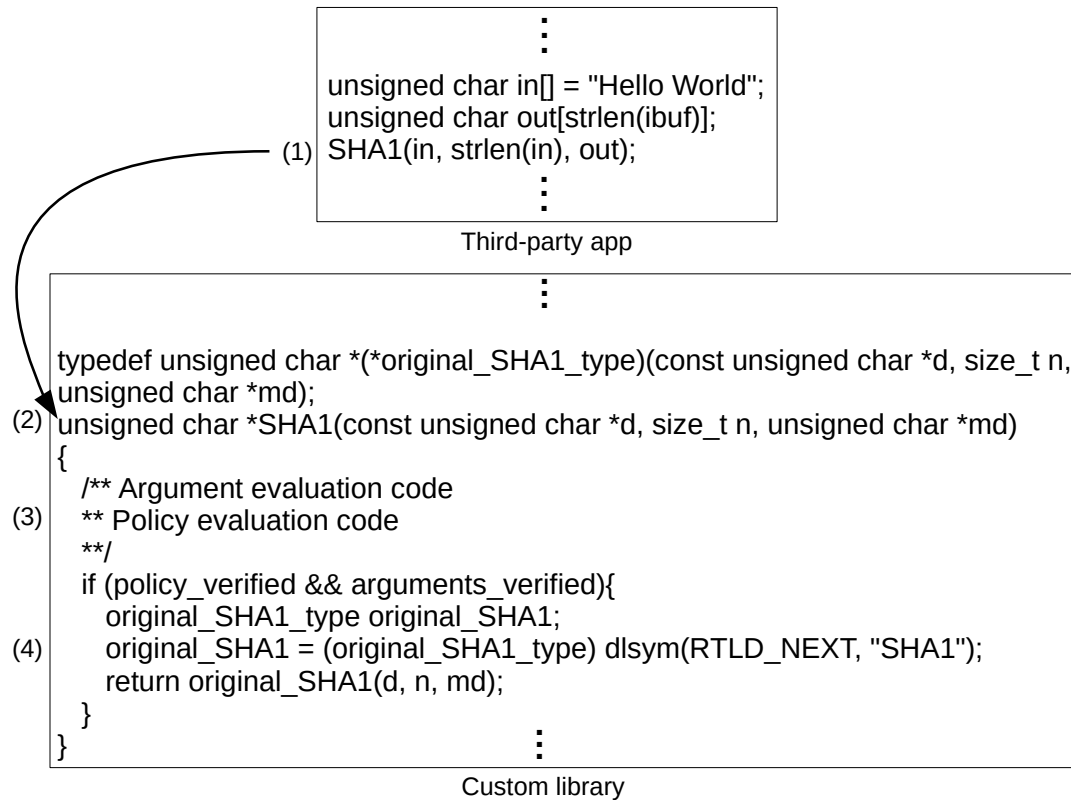 unsigned char in[] = "Hello World";
unsigned char out[strlen(ibuf)];
(1) SHA1(in, strlen(in), out);
Third-party app
typedef unsigned char *(*original_SHA1_type)(const unsigned char *d, size_t n,
unsigned char *md);
(2) unsigned char *SHA1(const unsigned char *d, size_t n, unsigned char *md)
{
/** Argument evaluation code
(3) ** Policy evaluation code
**/
if (policy_verified && arguments_verified){
original_SHA1_type original_SHA1;
(4) original_SHA1 = (original_SHA1_type) dlsym(RTLD_NEXT, "SHA1");
return original_SHA1(d, n, md);
}
}
Custom library